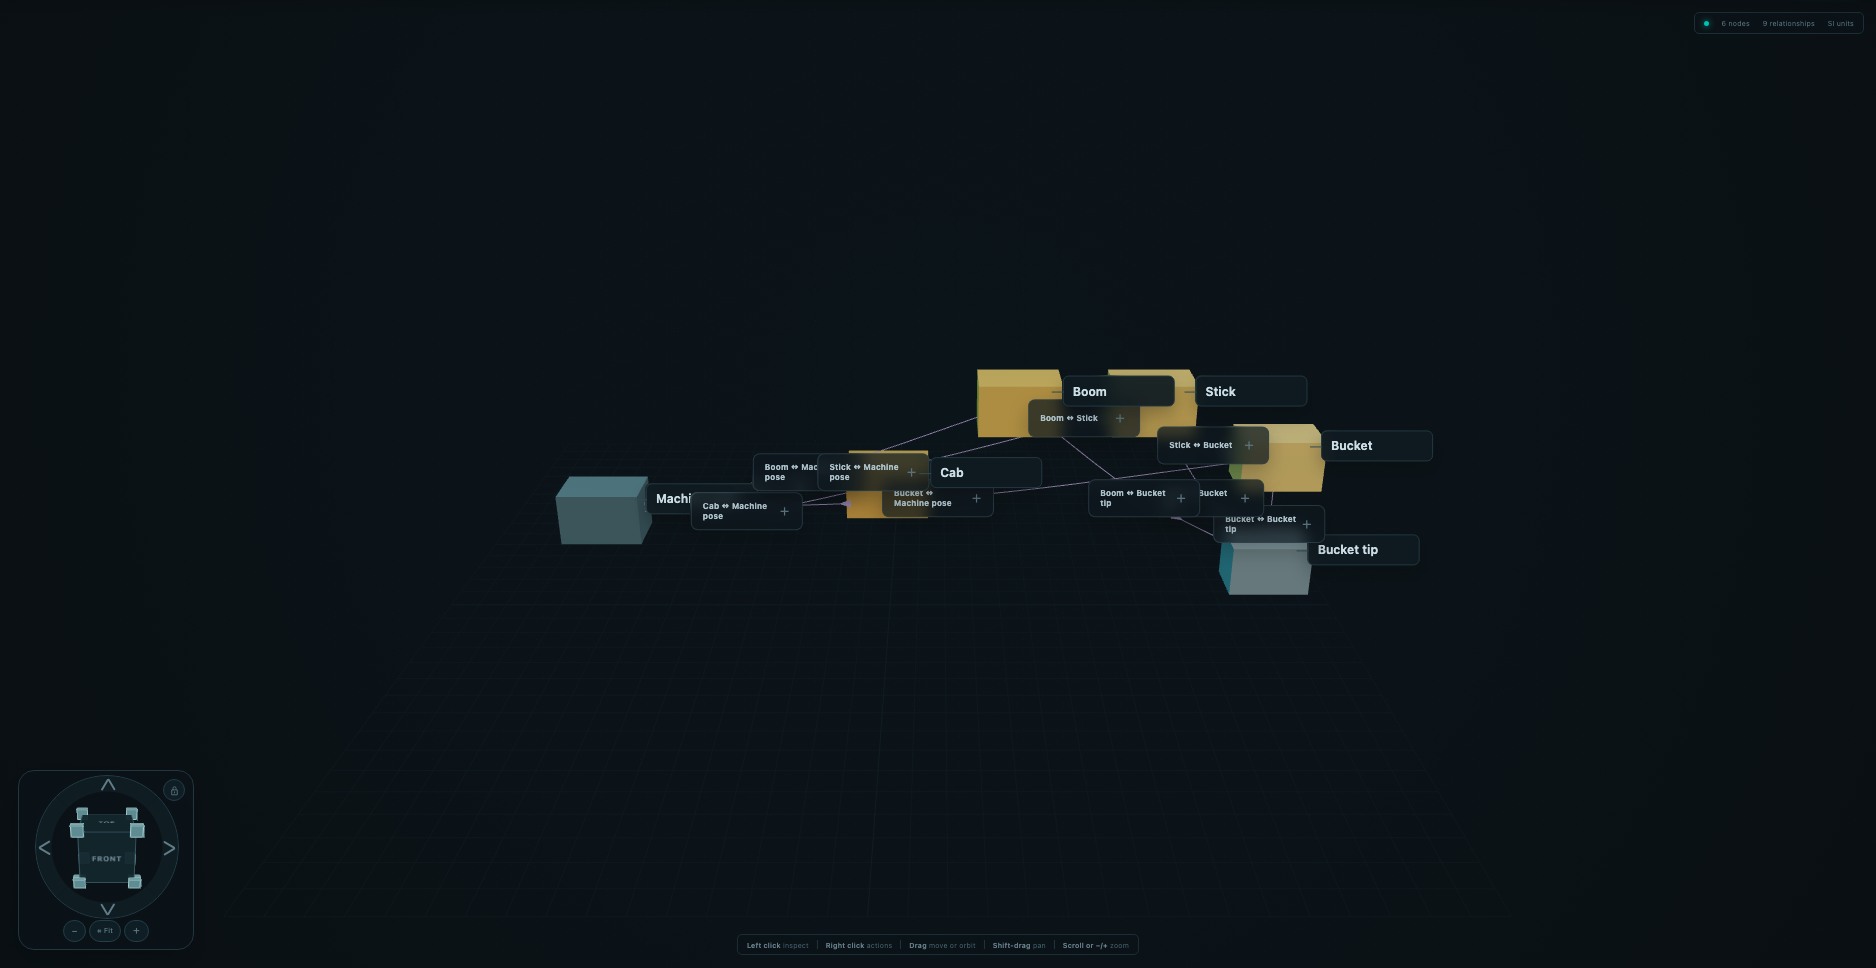 6 nodes 9 relationships SI units
Boom
Stick
Boom ⇔ Stick +
Stick ⇔ Bucket +
Bucket
Boom ⇔ Mac
pose
Stick ⇔ Machine
pose +
Cab
Machi
Cab ⇔ Machine
pose +
Bucket ⇔
Machine pose +
Boom ⇔ Bucket
tip +
Bucket +
Bucket ⇔ Bucket
tip +
Bucket tip
FRONT
− Fit +
Left click inspect | Right click actions | Drag move or orbit | Shift-drag pan | Scroll or −/+ zoom